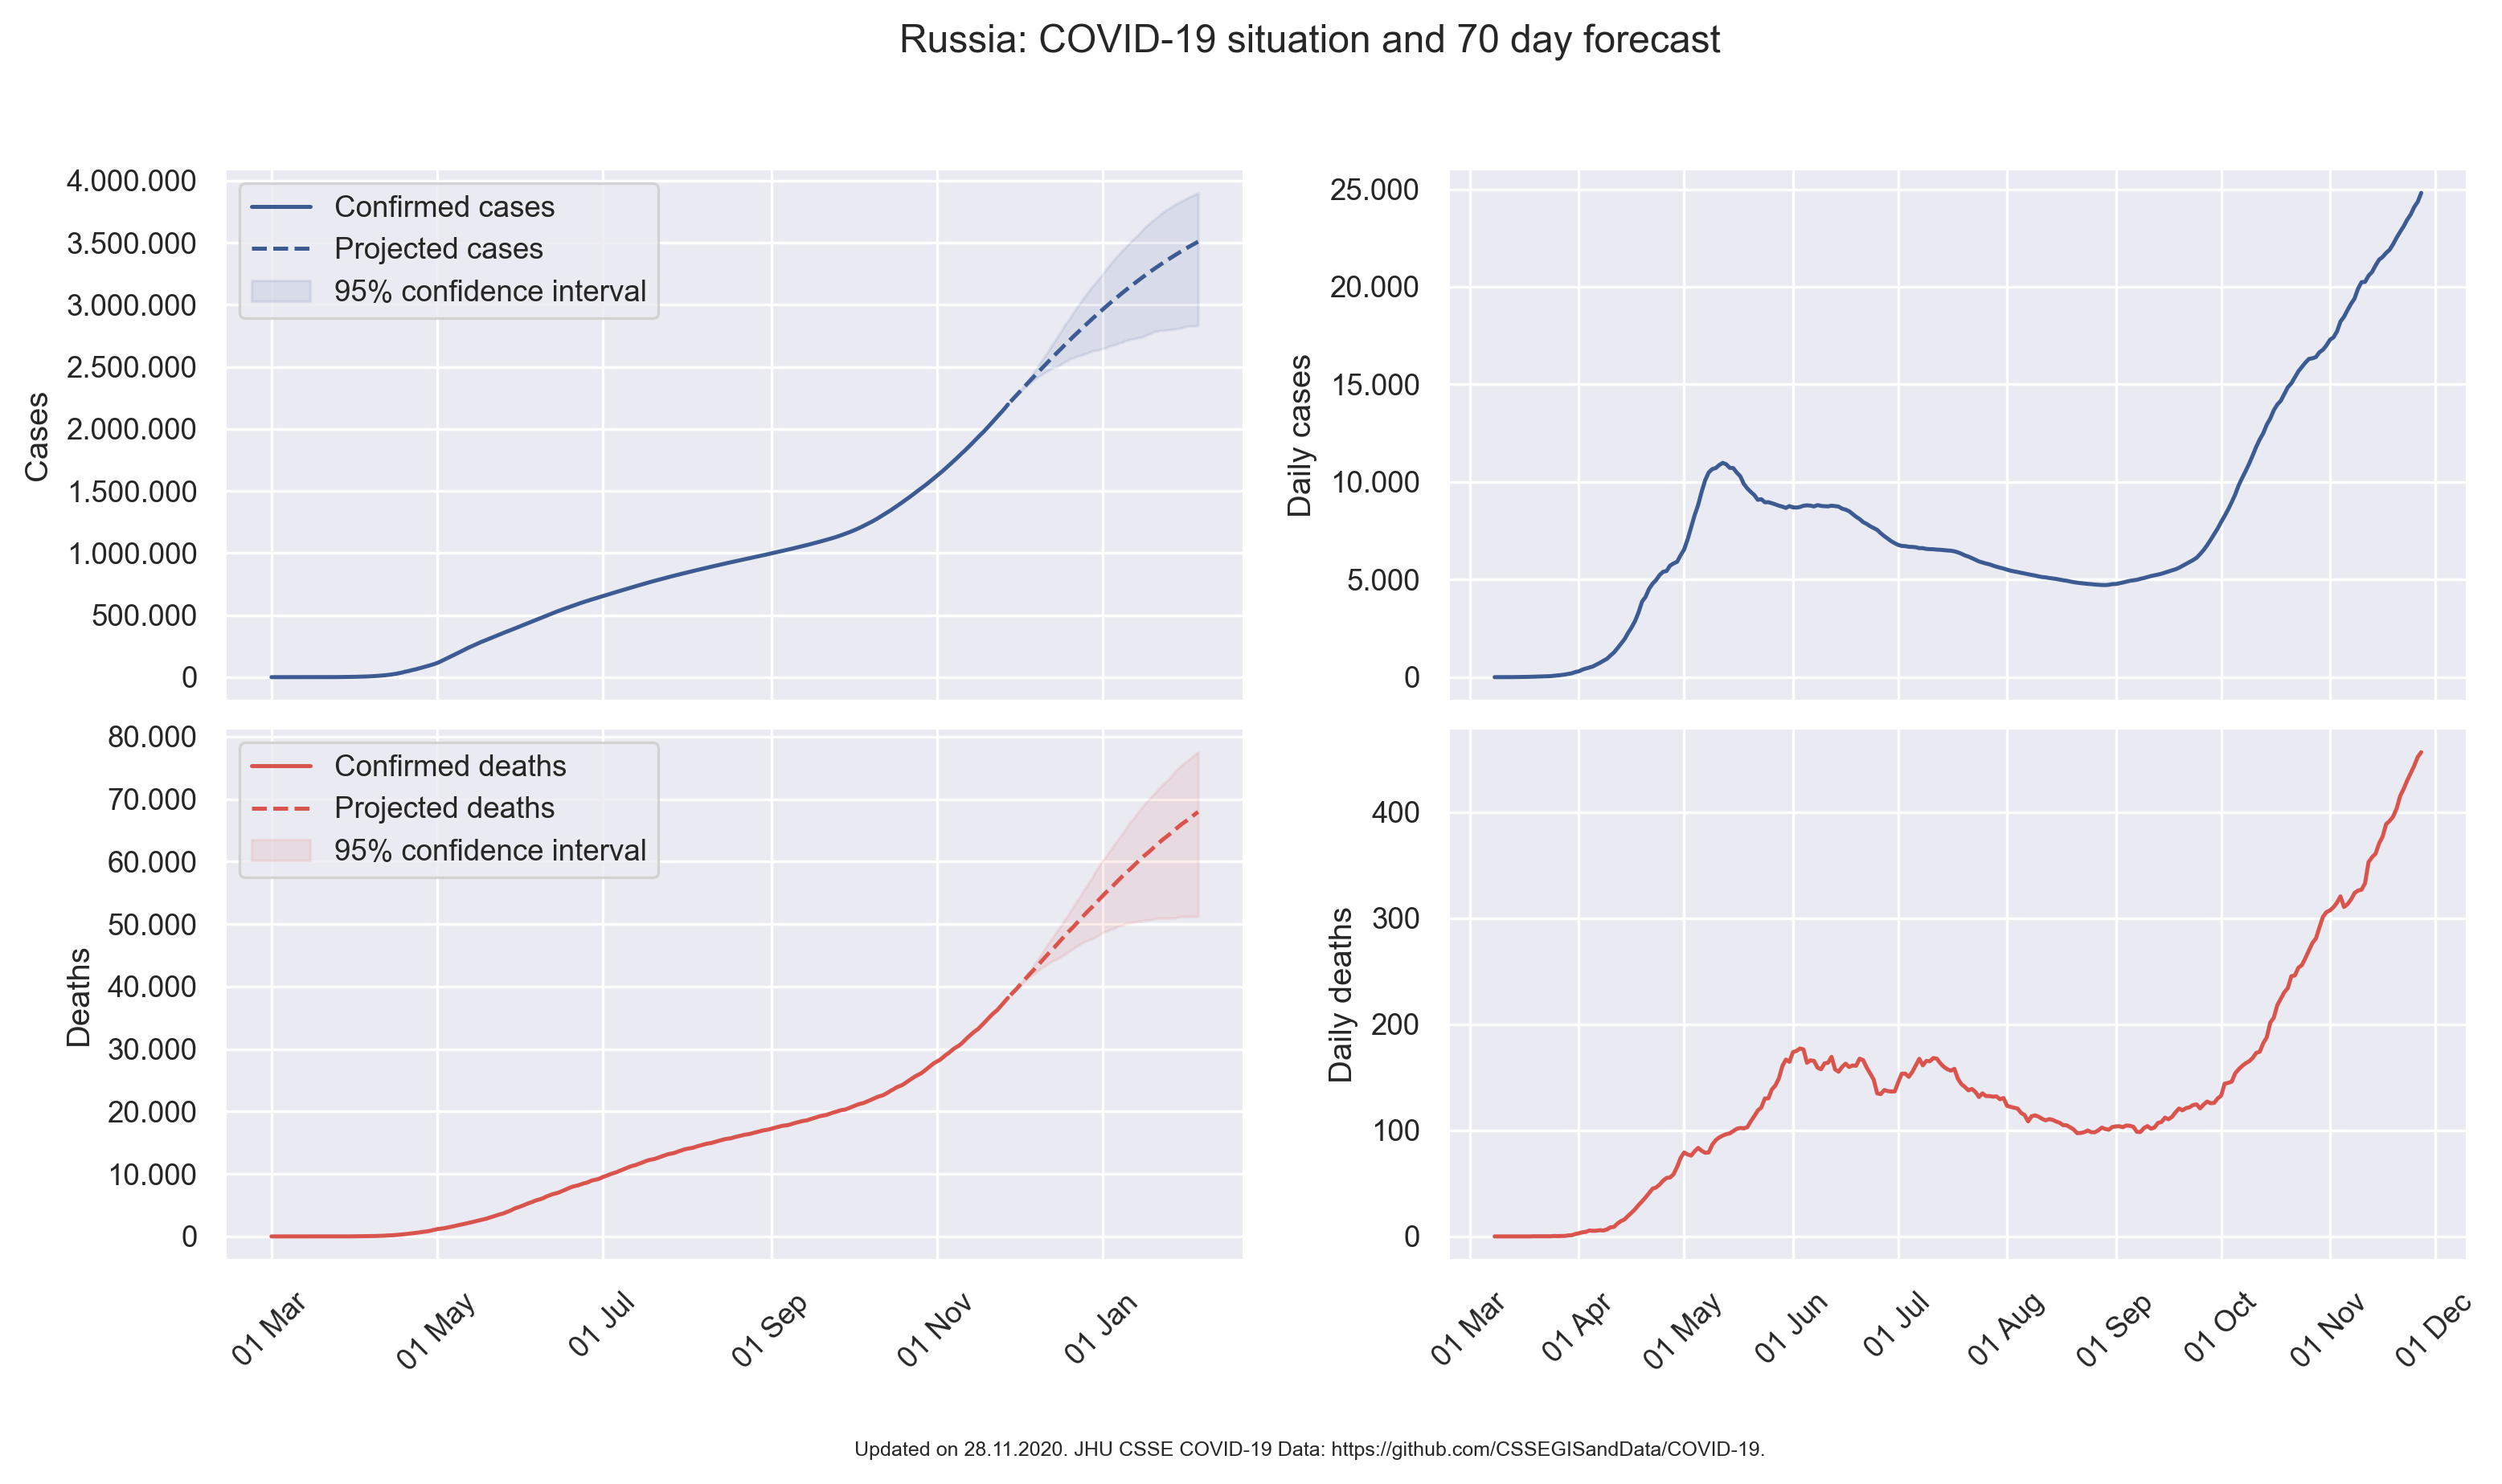 Russia: COVID-19 situation and 70 day forecast
4.000.000
3.500.000
3.000.000
2.500.000
2.000.000
1.500.000
1.000.000
500.000
0
Cases
Confirmed cases
Projected cases
95% confidence interval
25.000
20.000
15.000
10.000
5.000
0
Daily cases
80.000
70.000
60.000
50.000
40.000
30.000
20.000
10.000
0
Deaths
Confirmed deaths
Projected deaths
95% confidence interval
01 Mar
01 May
01 Jul
01 Sep
01 Nov
01 Jan
400
300
200
100
0
Daily deaths
01 Mar
01 Apr
01 May
01 Jun
01 Jul
01 Aug
01 Sep
01 Oct
01 Nov
01 Dec
Updated on 28.11.2020. JHU CSSE COVID-19 Data: https://github.com/CSSEGISandData/COVID-19.